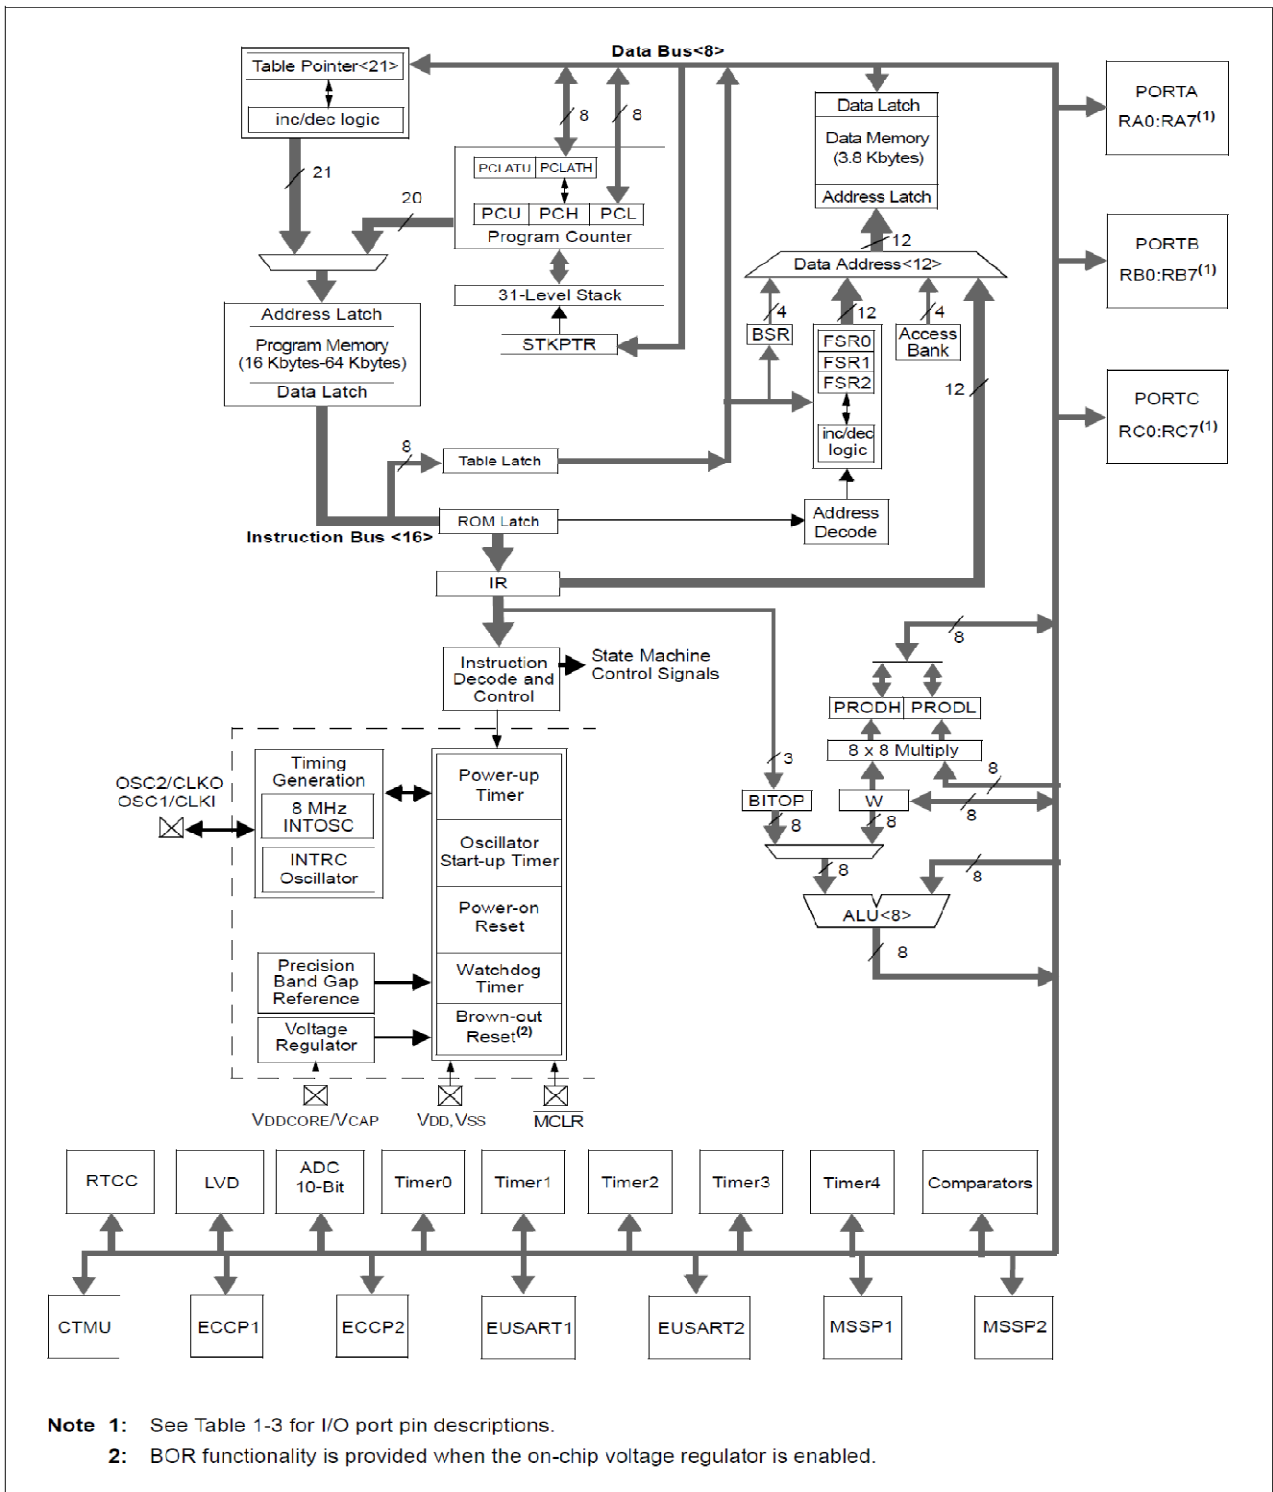 Data Bus<8>
Table Pointer<21>
inc/dec logic
21
20
8
8
PCLATU PCLATH
PCU PCH PCL
Program Counter
31-Level Stack
STKPTR
Data Latch
Data Memory
(3.8 Kbytes)
Address Latch
12
Data Address<12>
4
12
4
BSR
FSR0
FSR1
FSR2
inc/dec
logic
Access
Bank
12
Address
Decode
PORTA
RA0:RA7(1)
PORTB
RB0:RB7(1)
PORTC
RC0:RC7(1)
Address Latch
Program Memory
(16 Kbytes-64 Kbytes)
Data Latch
8
Table Latch
ROM Latch
Instruction Bus <16>
IR
Instruction
Decode and
Control
State Machine
Control Signals
8
PRODH PRODL
8 x 8 Multiply
3
8
BITOP
W
8
8
8
8
8
ALU<8>
8
OSC2/CLKO
OSC1/CLKI
Timing
Generation
8 MHz
INTOSC
INTRC
Oscillator
Power-up
Timer
Oscillator
Start-up Timer
Power-on
Reset
Watchdog
Timer
Brown-out
Reset(2)
Precision
Band Gap
Reference
Voltage
Regulator
VDDCORE/VCAP
VDD,VSS
MCLR
RTCC
LVD
ADC
10-Bit
Timer0
Timer1
Timer2
Timer3
Timer4
Comparators
CTMU
ECCP1
ECCP2
EUSART1
EUSART2
MSSP1
MSSP2
Note 1: See Table 1-3 for I/O port pin descriptions.
2: BOR functionality is provided when the on-chip voltage regulator is enabled.